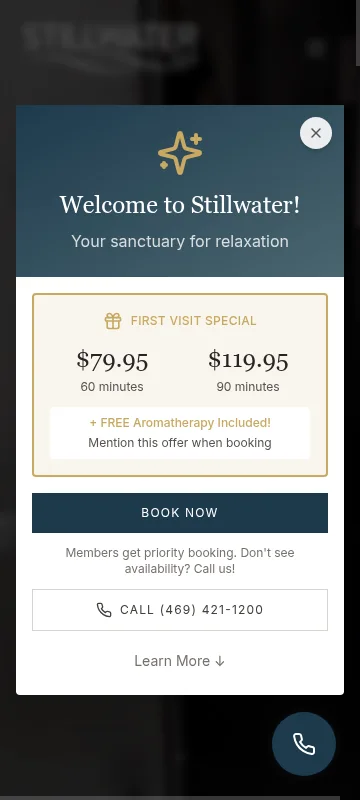 STILLWATER
Welcome to Stillwater!
Your sanctuary for relaxation
FIRST VISIT SPECIAL
$79.95 $119.95
60 minutes 90 minutes
+ FREE Aromatherapy Included!
Mention this offer when booking
BOOK NOW
Members get priority booking. Don't see
availability? Call us!
CALL (469) 421-1200
Learn More ↓